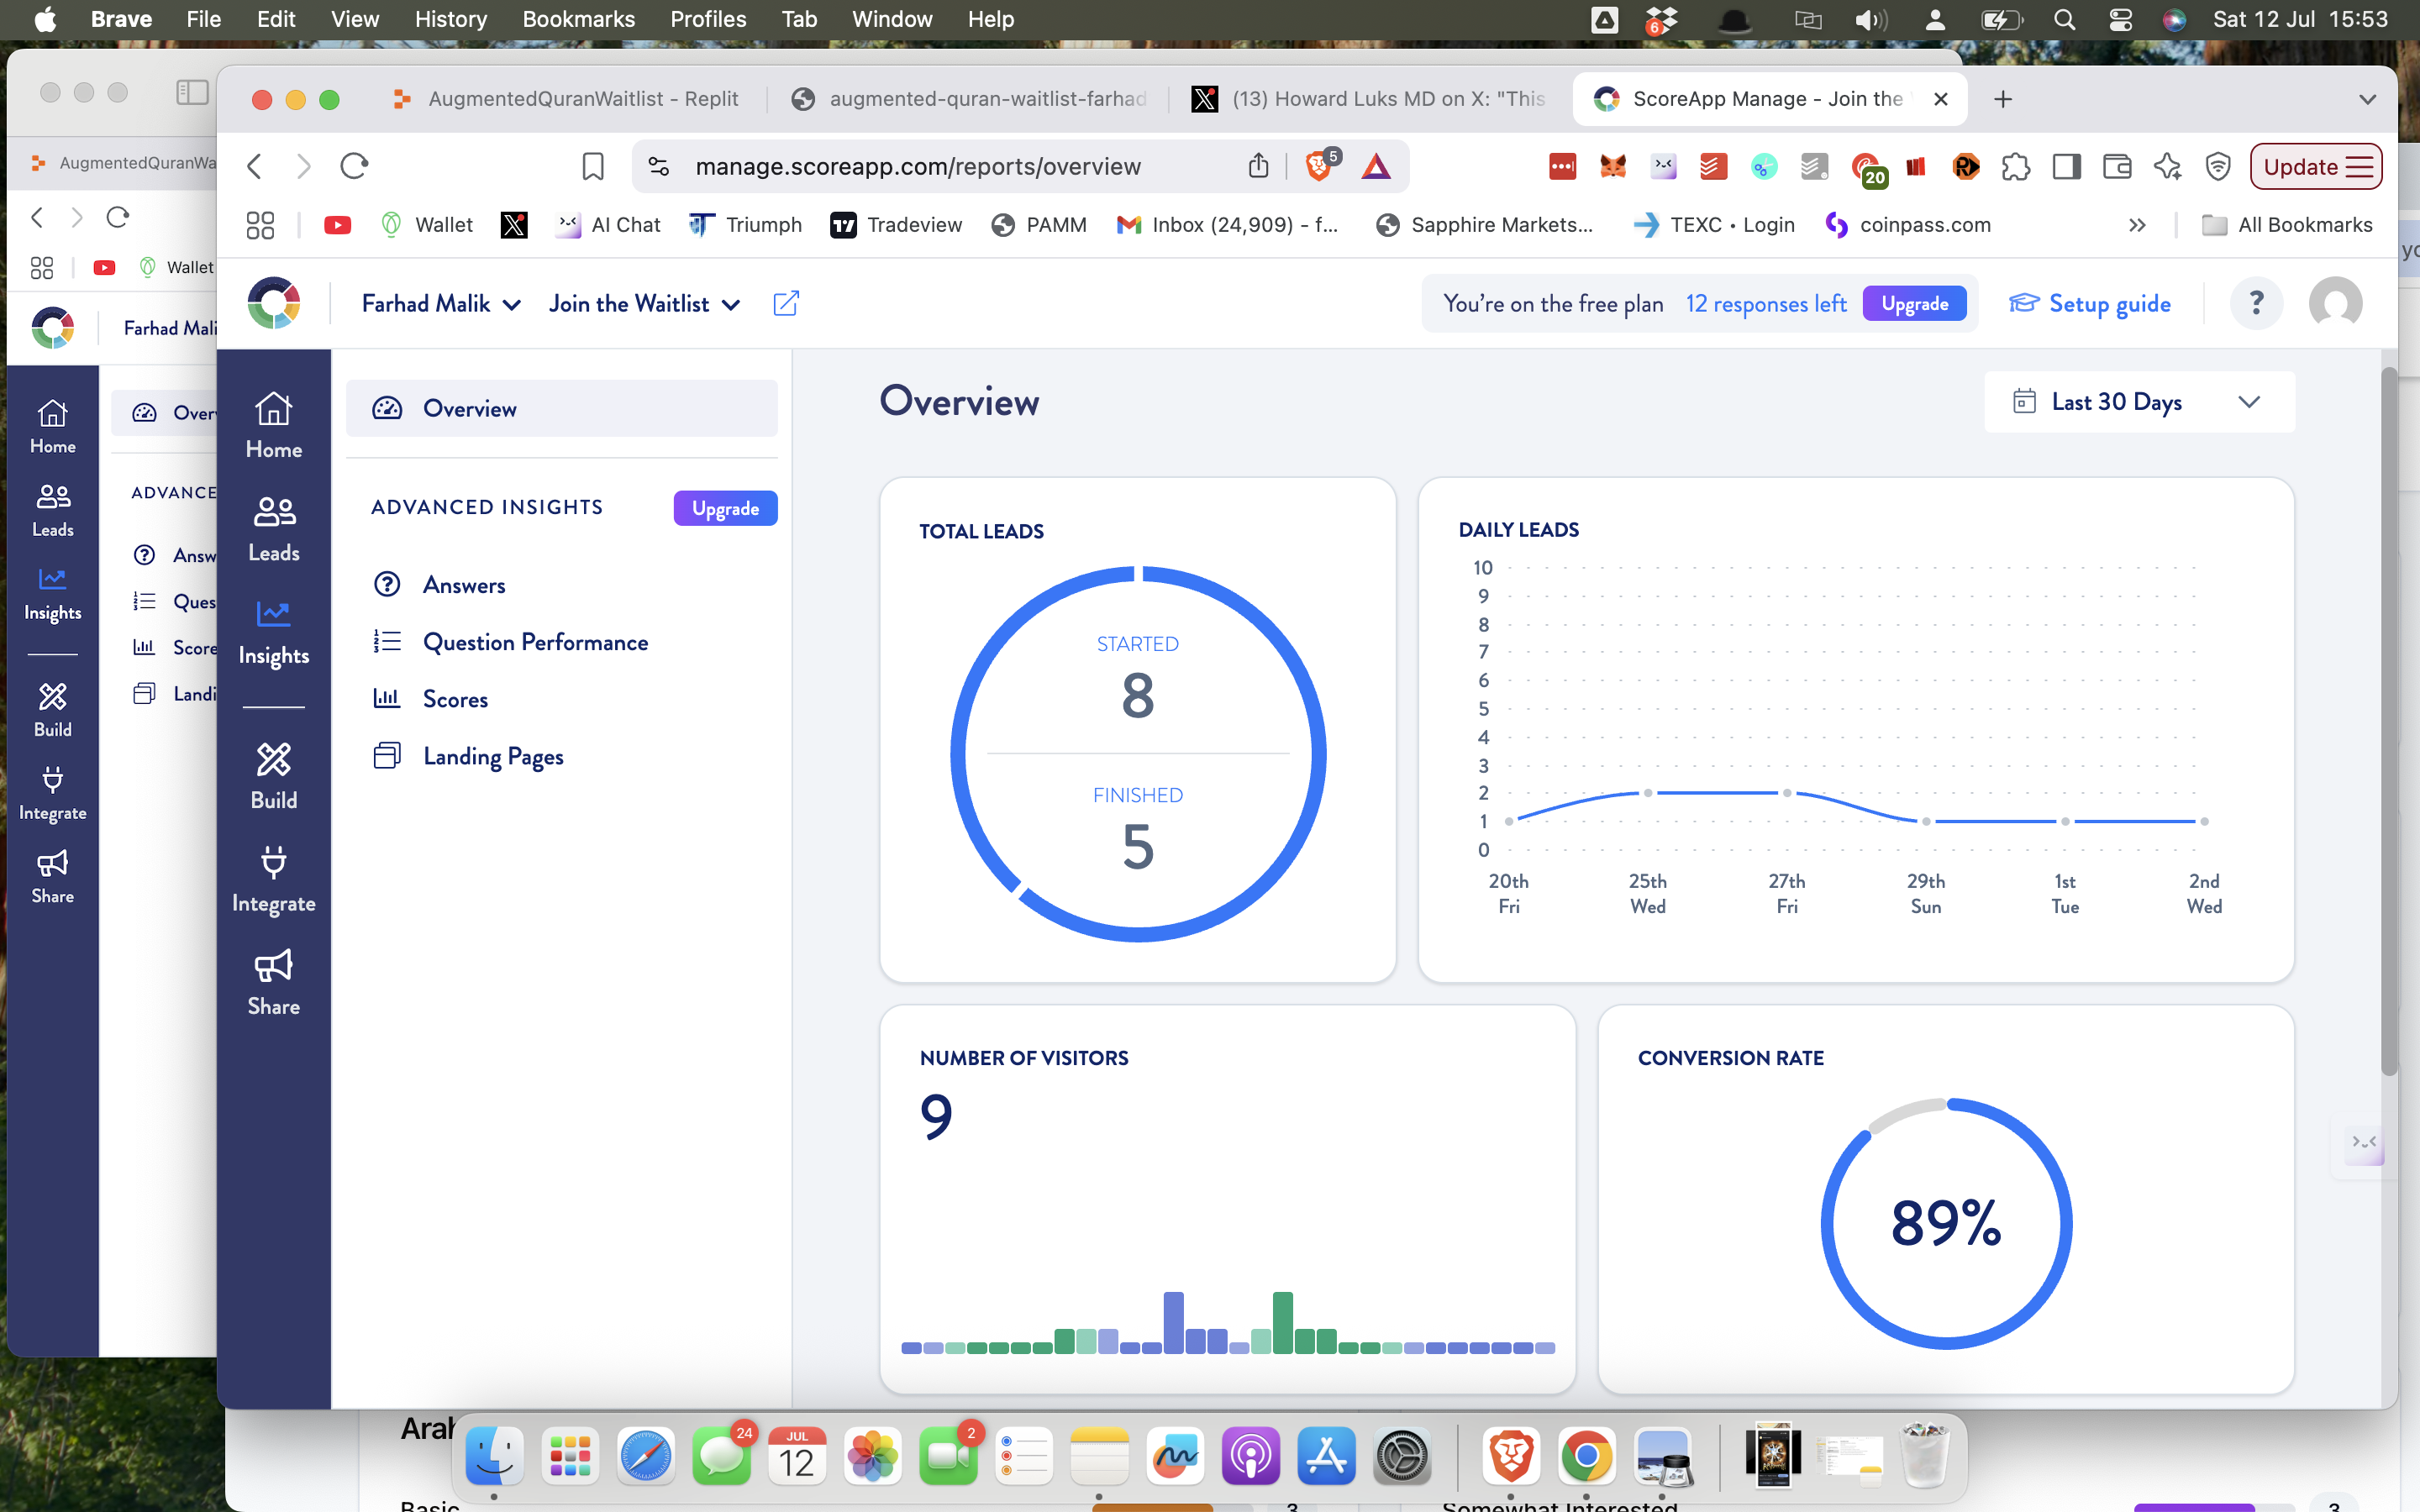 Brave File Edit View History Bookmarks Profiles Tab Window Help
6
Sat 12 Jul 15:53
AugmentedQuranWaitlist - Replit
augmented-quran-waitlist-farhad
(13) Howard Luks MD on X: "This
ScoreApp Manage - Join the
manage.scoreapp.com/reports/overview
5
20
Update
Wallet
AI Chat
Triumph
Tradeview
PAMM
Inbox (24,909) - f...
Sapphire Markets...
TEXC • Login
coinpass.com
All Bookmarks
AugmentedQuranWa
Wallet
Farhad Mali
Home
Leads
Insights
Build
Integrate
Share
Over
ADVANCE
Answ
Ques
Score
Landi
Farhad Malik
Join the Waitlist
You’re on the free plan 12 responses left Upgrade
Setup guide
?
Home
Leads
Insights
Build
Integrate
Share
Overview
ADVANCED INSIGHTS Upgrade
Answers
Question Performance
Scores
Landing Pages
Overview
Last 30 Days
TOTAL LEADS
STARTED
8
FINISHED
5
DAILY LEADS
10
9
8
7
6
5
4
3
2
1
0
20th 25th 27th 29th 1st 2nd
Fri Wed Fri Sun Tue Wed
NUMBER OF VISITORS
9
CONVERSION RATE
89%
24
JUL
12
2
Basic
3
Somewhat Interested
3